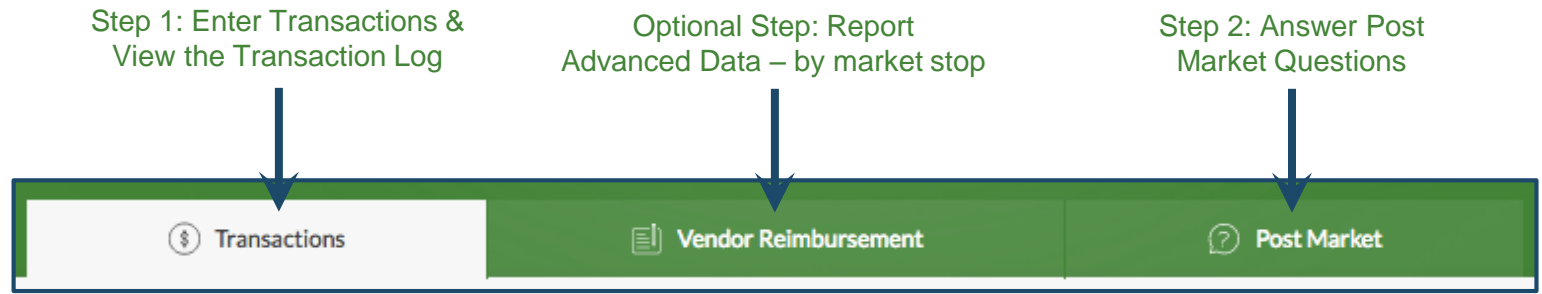 Step 1: Enter Transactions &
View the Transaction Log
Optional Step: Report
Advanced Data – by market stop
Step 2: Answer Post
Market Questions
$ Transactions
Vendor Reimbursement
? Post Market